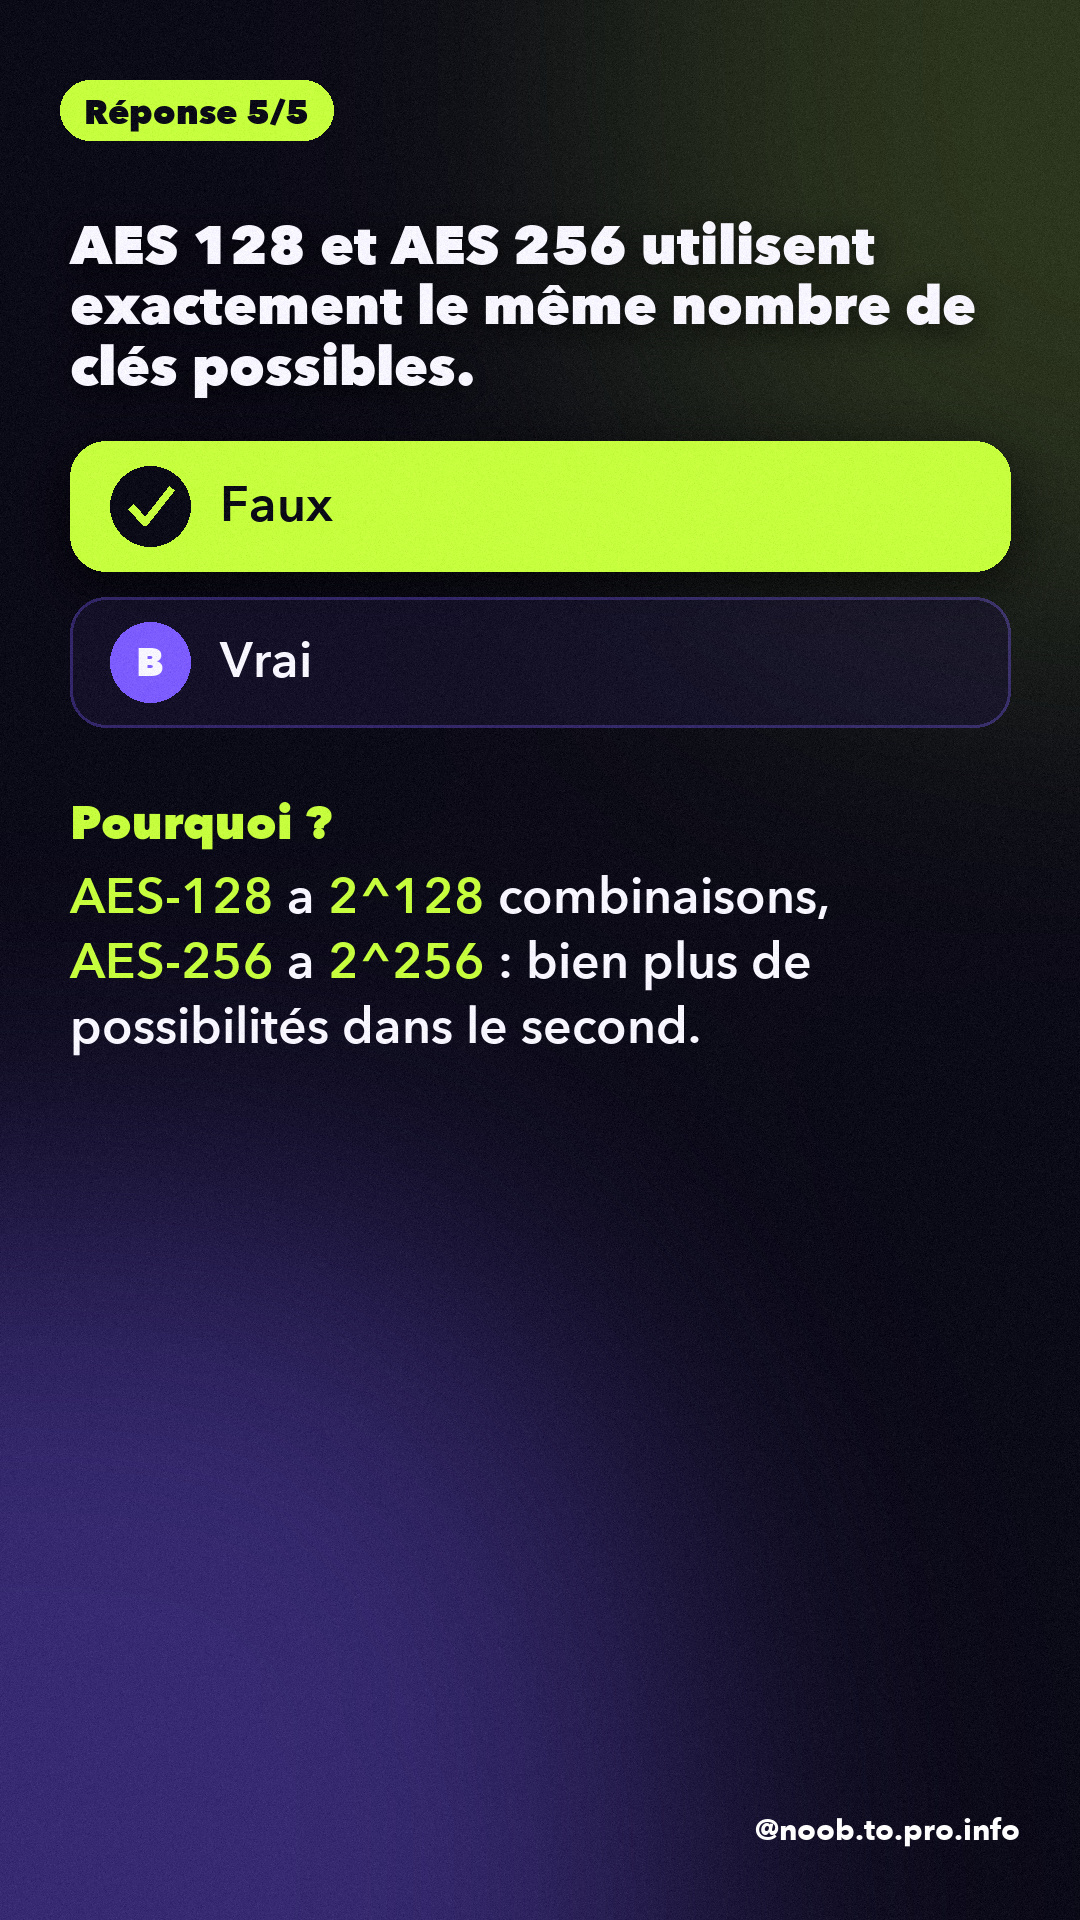 Réponse 5/5
AES 128 et AES 256 utilisent
exactement le même nombre de
clés possibles.
Faux
B Vrai
Pourquoi ?
AES-128 a 2^128 combinaisons,
AES-256 a 2^256 : bien plus de
possibilités dans le second.
@noob.to.pro.info